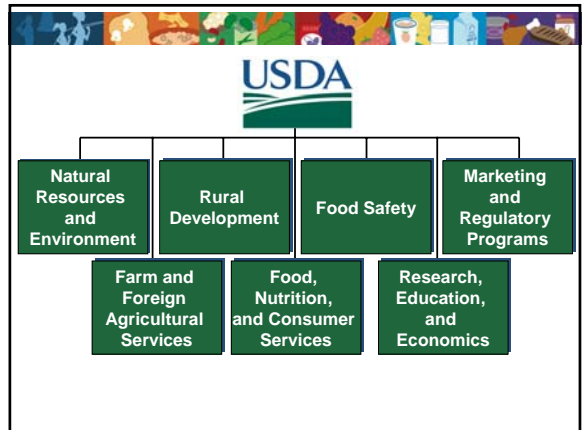 USDA
Natural
Resources
and
Environment
Rural
Development
Food Safety
Marketing
and
Regulatory
Programs
Farm and
Foreign
Agricultural
Services
Food,
Nutrition,
and Consumer
Services
Research,
Education,
and
Economics